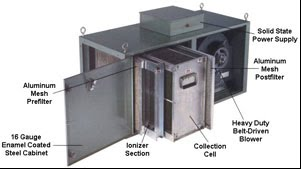 Solid State
Power Supply
Aluminum
Mesh
Postfilter
Aluminum
Mesh
Prefilter
Heavy Duty
Belt-Driven
Blower
16 Gauge
Enamel Coated
Steel Cabinet
Ionizer
Section
Collection
Cell